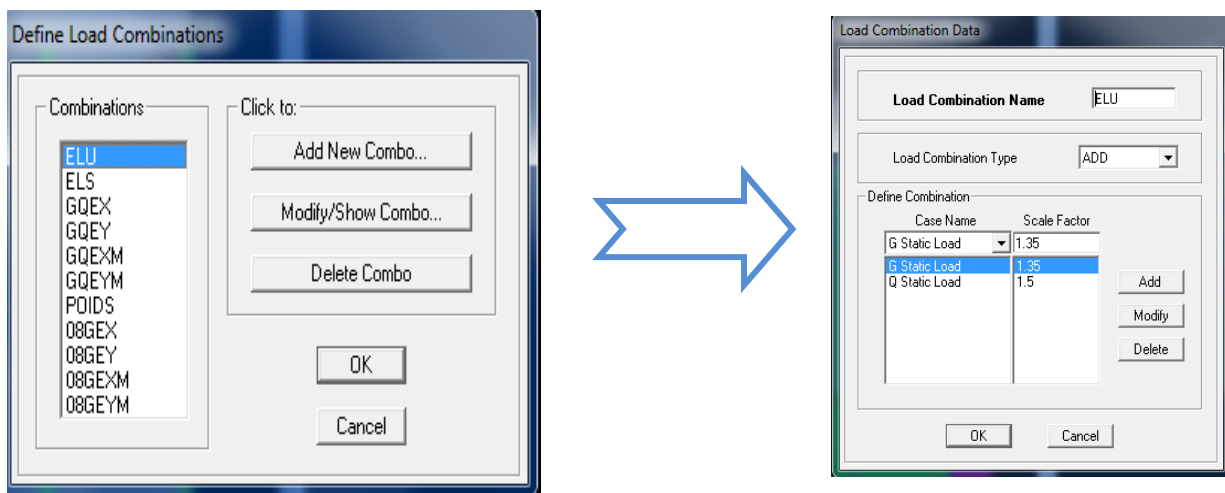 Define Load Combinations
Combinations
ELU
ELS
GQEX
GQEY
GQEXM
GQEYM
POIDS
08GEX
08GEY
08GEXM
08GEYM
Click to:
Add New Combo...
Modify/Show Combo...
Delete Combo
OK
Cancel
Load Combination Data
Load Combination Name ELU
Load Combination Type ADD
Define Combination
Case Name Scale Factor
G Static Load 1.35
G Static Load 1.35
Q Static Load 1.5
Add
Modify
Delete
OK Cancel